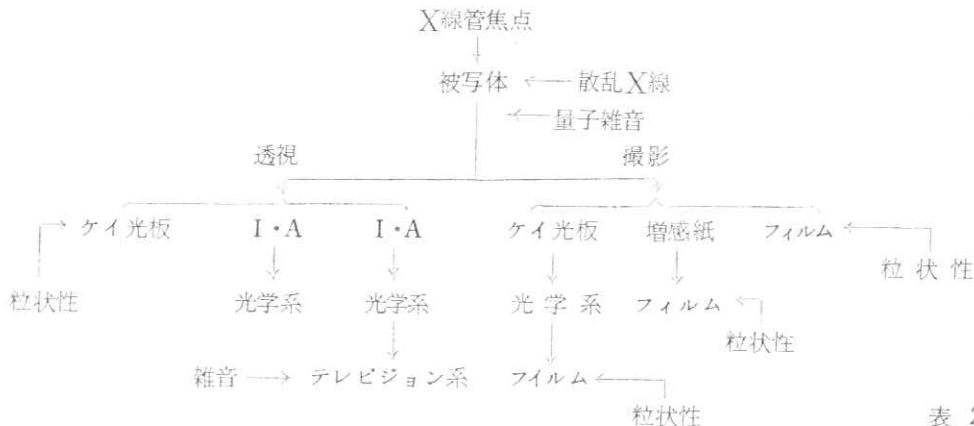 X線管焦点
被写体 散乱X線
量子雑音
透視 撮影
ケイ光板 I・A I・A ケイ光板 増感紙 フィルム
粒状性
粒状性 光学系 光学系 光学系 フィルム
粒状性
雑音 テレビジョン系 フイルム
粒状性 表 2